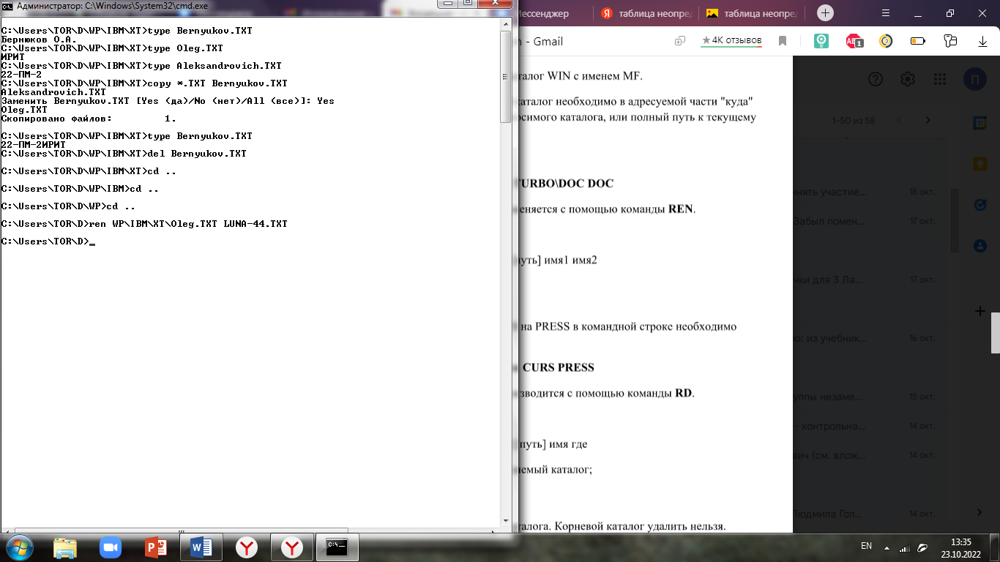 Администратор: C:\Windows\System32\cmd.exe
C:\Users\TOR\D\WP\IBM\XT>type Bernyukov.TXT
Бернюков О.А.
C:\Users\TOR\D\WP\IBM\XT>type Oleg.TXT
ИРИТ
C:\Users\TOR\D\WP\IBM\XT>type Aleksandrovich.TXT
22-ПМ-2
C:\Users\TOR\D\WP\IBM\XT>copy *.TXT Bernyukov.TXT
Aleksandrovich.TXT
Заменить Bernyukov.TXT [Yes (да)/No (нет)/All (все)]: Yes
Oleg.TXT
Скопировано файлов: 1.
C:\Users\TOR\D\WP\IBM\XT>type Bernyukov.TXT
22-ПМ-2ИРИТ
C:\Users\TOR\D\WP\IBM\XT>del Bernyukov.TXT
C:\Users\TOR\D\WP\IBM\XT>cd ..
C:\Users\TOR\D\WP\IBM>cd ..
C:\Users\TOR\D\WP>cd ..
C:\Users\TOR\D>ren WP\IBM\XT\Oleg.TXT LUNA-44.TXT
C:\Users\TOR\D>_
Мессенджер
таблица неопред
таблица неопред
- Gmail
★4K отзывов
1
талог WIN с именем MF.
каталог необходимо в адресуемой части "куда"
осимого каталога, или полный путь к текущему
TURBO\DOC DOC
еняется с помощью команды REN.
путь] имя1 имя2
на PRESS в командной строке необходимо
CURS PRESS
зводится с помощью команды RD.
путь] имя где
яемый каталог;
талога. Корневой каталог удалить нельзя.
П
1–50 из 58
31
инять участие... 18 окт.
Забыл помен... 17 окт.
чки для 3 Ла... 17 окт.
ю: из учебник... 16 окт.
уппы незаме... 15 окт.
- контрольна... 14 окт.
вич (см. влож... 14 окт.
Людмила Гол... 14 окт.
EN
13:35
23.10.2022